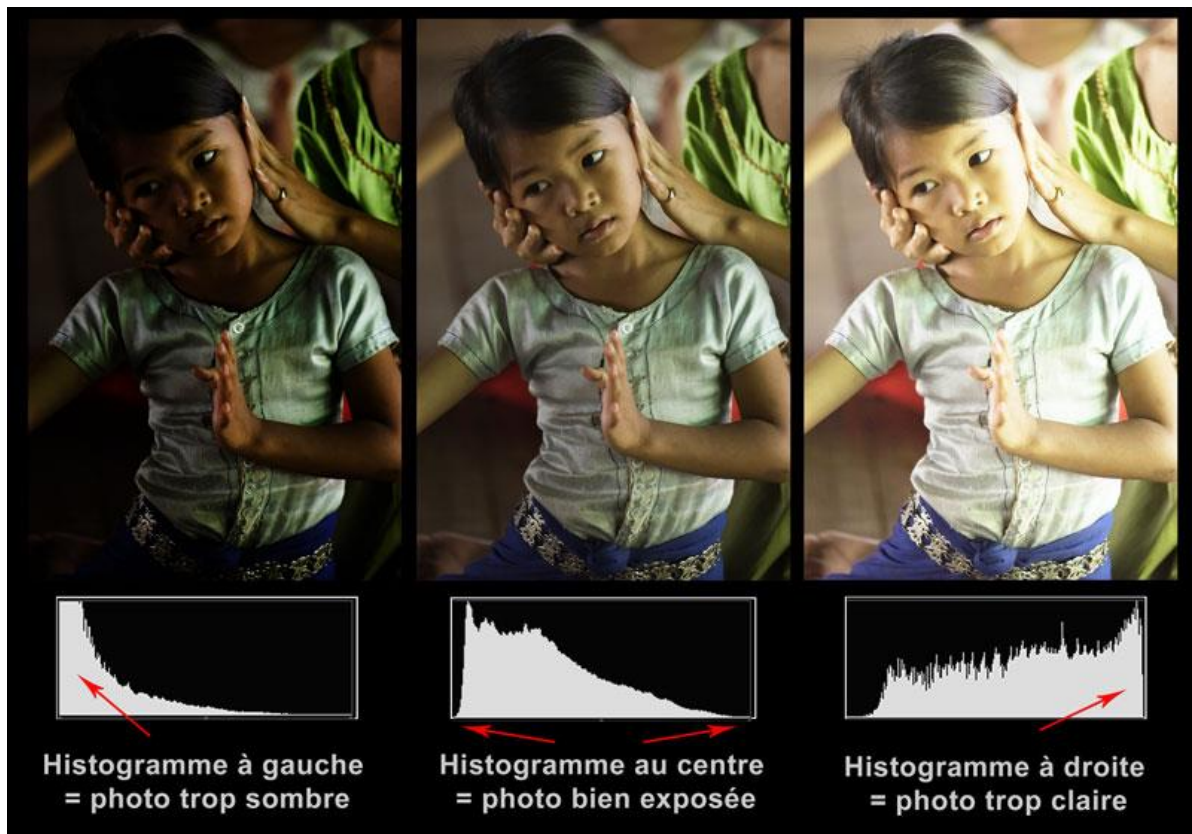 Histogramme à gauche
= photo trop sombre
Histogramme au centre
= photo bien exposée
Histogramme à droite
= photo trop claire